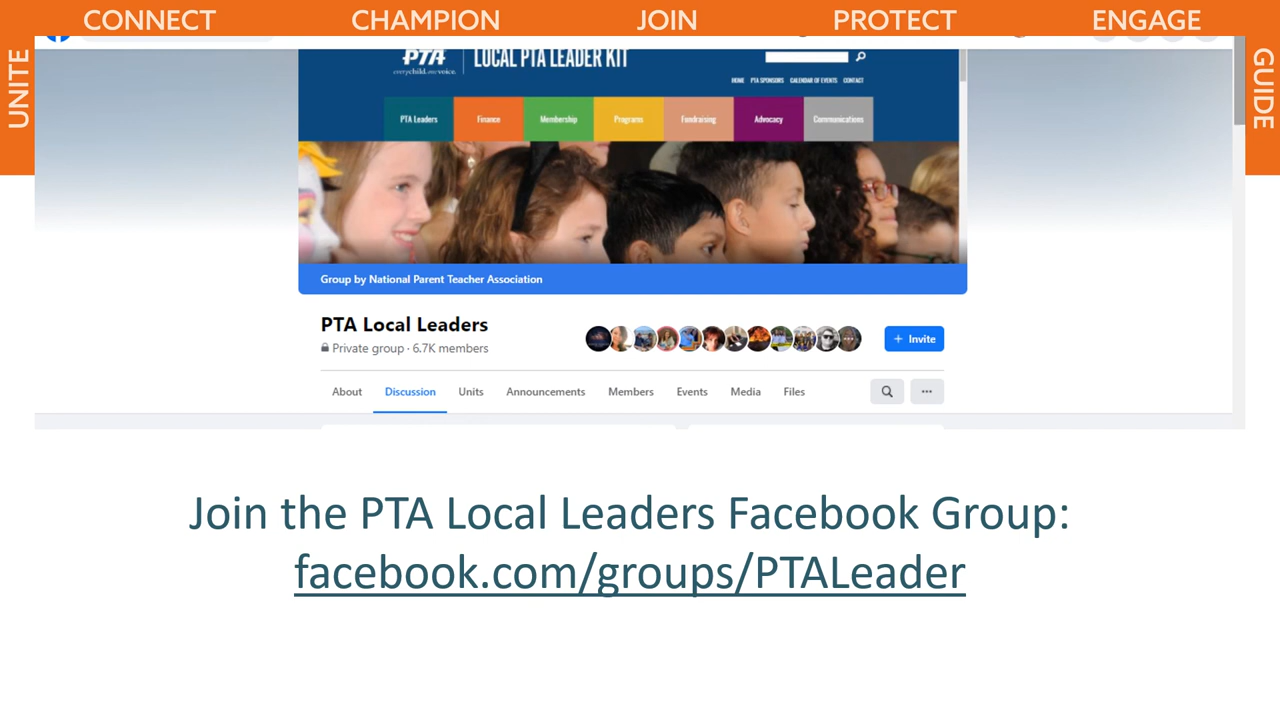 CONNECT CHAMPION JOIN PROTECT ENGAGE
UNITE
GUIDE
PTA
everychild.onevoice.
LOCAL PTA LEADER KIT
HOME PTA SPONSORS CALENDAR OF EVENTS CONTACT
PTA Leaders Finance Membership Programs Fundraising Advocacy Communications
Group by National Parent Teacher Association
PTA Local Leaders
Private group · 6.7K members
+ Invite
About Discussion Units Announcements Members Events Media Files
Join the PTA Local Leaders Facebook Group:
facebook.com/groups/PTALeader